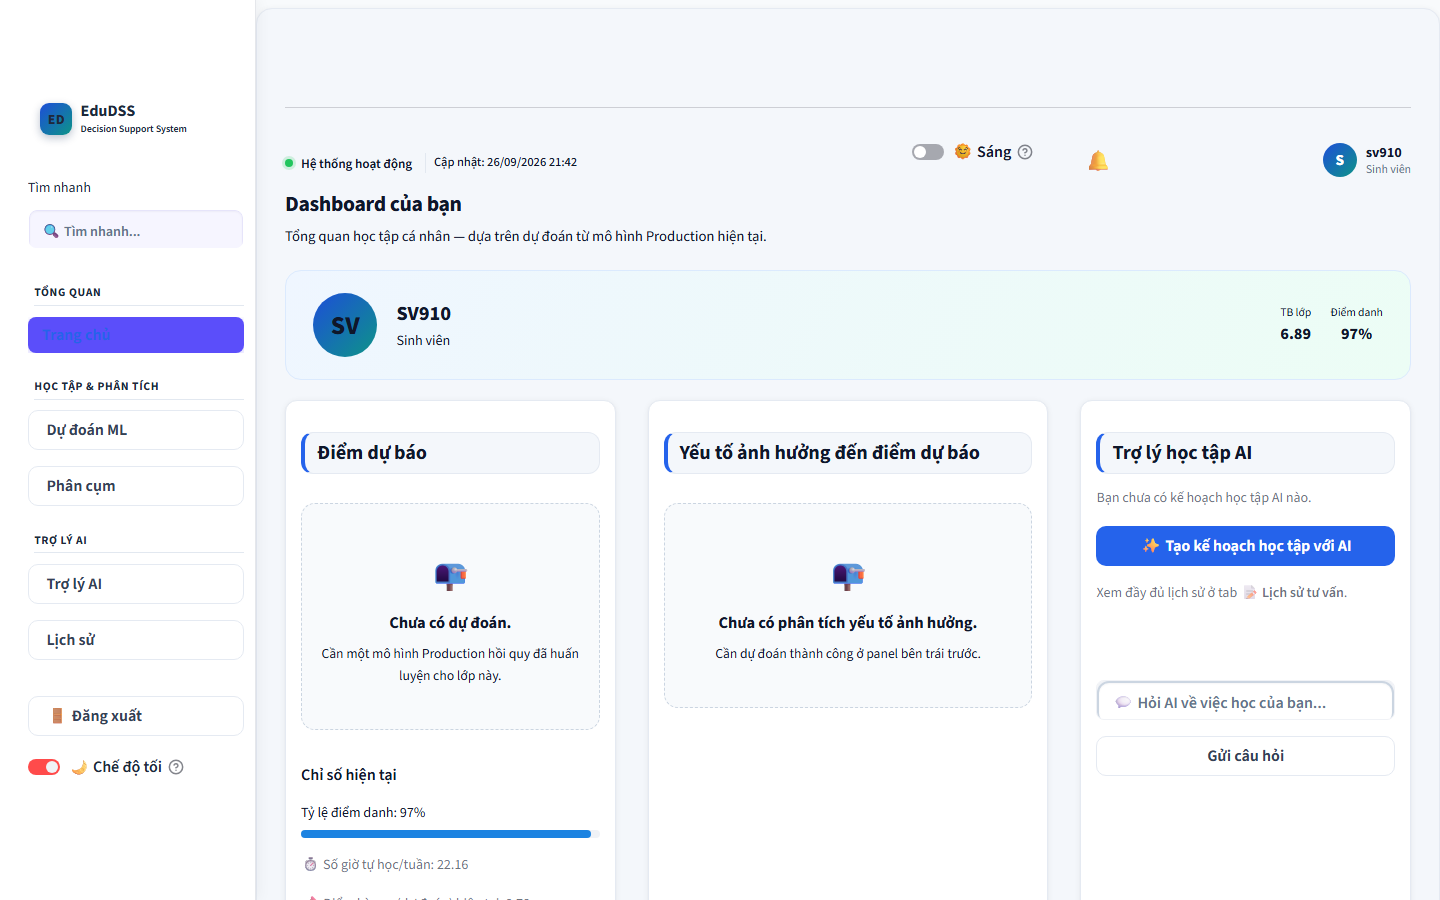 ED
EduDSS
Decision Support System
Tìm nhanh
Tìm nhanh...
TỔNG QUAN
Trang chủ
HỌC TẬP & PHÂN TÍCH
Dự đoán ML
Phân cụm
TRỢ LÝ AI
Trợ lý AI
Lịch sử
Đăng xuất
Chế độ tối
Hệ thống hoạt động
Cập nhật: 26/09/2026 21:42
Sáng
S
sv910
Sinh viên
Dashboard của bạn
Tổng quan học tập cá nhân — dựa trên dự đoán từ mô hình Production hiện tại.
SV
SV910
Sinh viên
TB lớp
6.89
Điểm danh
97%
Điểm dự báo
Chưa có dự đoán.
Cần một mô hình Production hồi quy đã huấn
luyện cho lớp này.
Chỉ số hiện tại
Tỷ lệ điểm danh: 97%
Số giờ tự học/tuần: 22.16
Yếu tố ảnh hưởng đến điểm dự báo
Chưa có phân tích yếu tố ảnh hưởng.
Cần dự đoán thành công ở panel bên trái trước.
Trợ lý học tập AI
Bạn chưa có kế hoạch học tập AI nào.
Tạo kế hoạch học tập với AI
Xem đầy đủ lịch sử ở tab Lịch sử tư vấn.
Hỏi AI về việc học của bạn...
Gửi câu hỏi